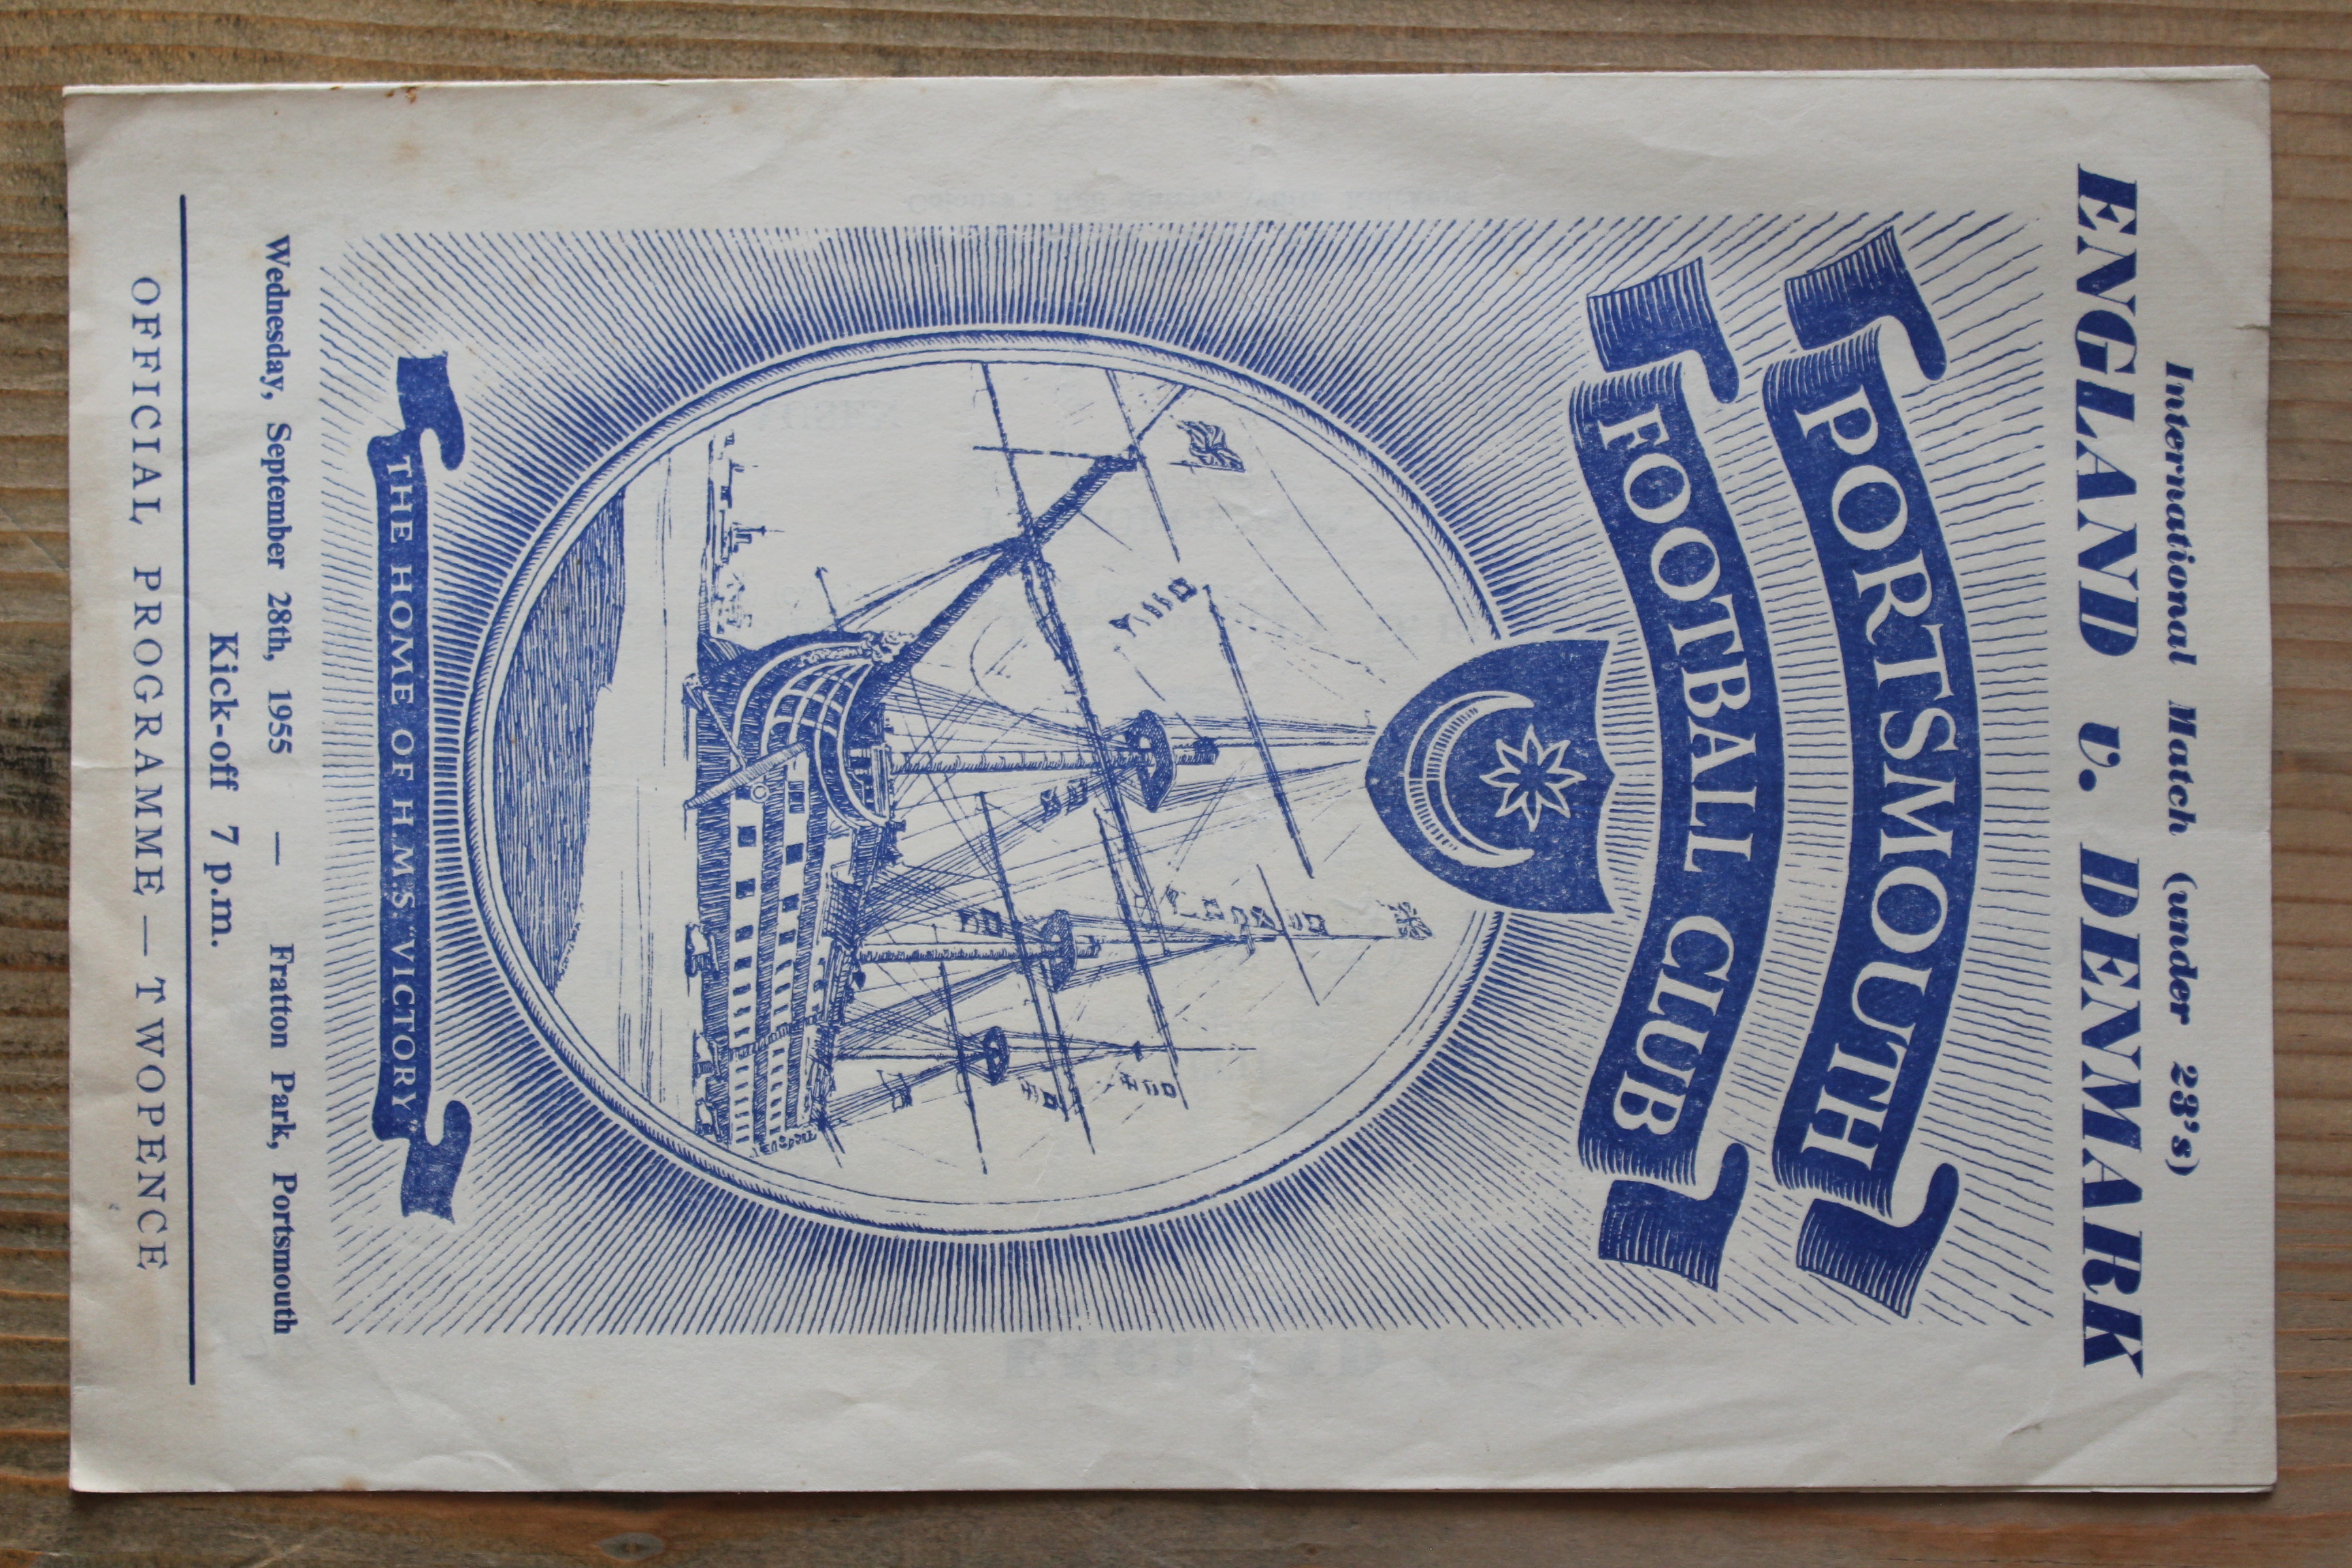 International Match (under 23's)
ENGLAND v. DENMARK
PORTSMOUTH
FOOTBALL CLUB
THE HOME OF H.M.S. "VICTORY"
Wednesday, September 28th, 1955 — Fratton Park, Portsmouth
Kick-off 7 p.m.
OFFICIAL PROGRAMME — TWOPENCE